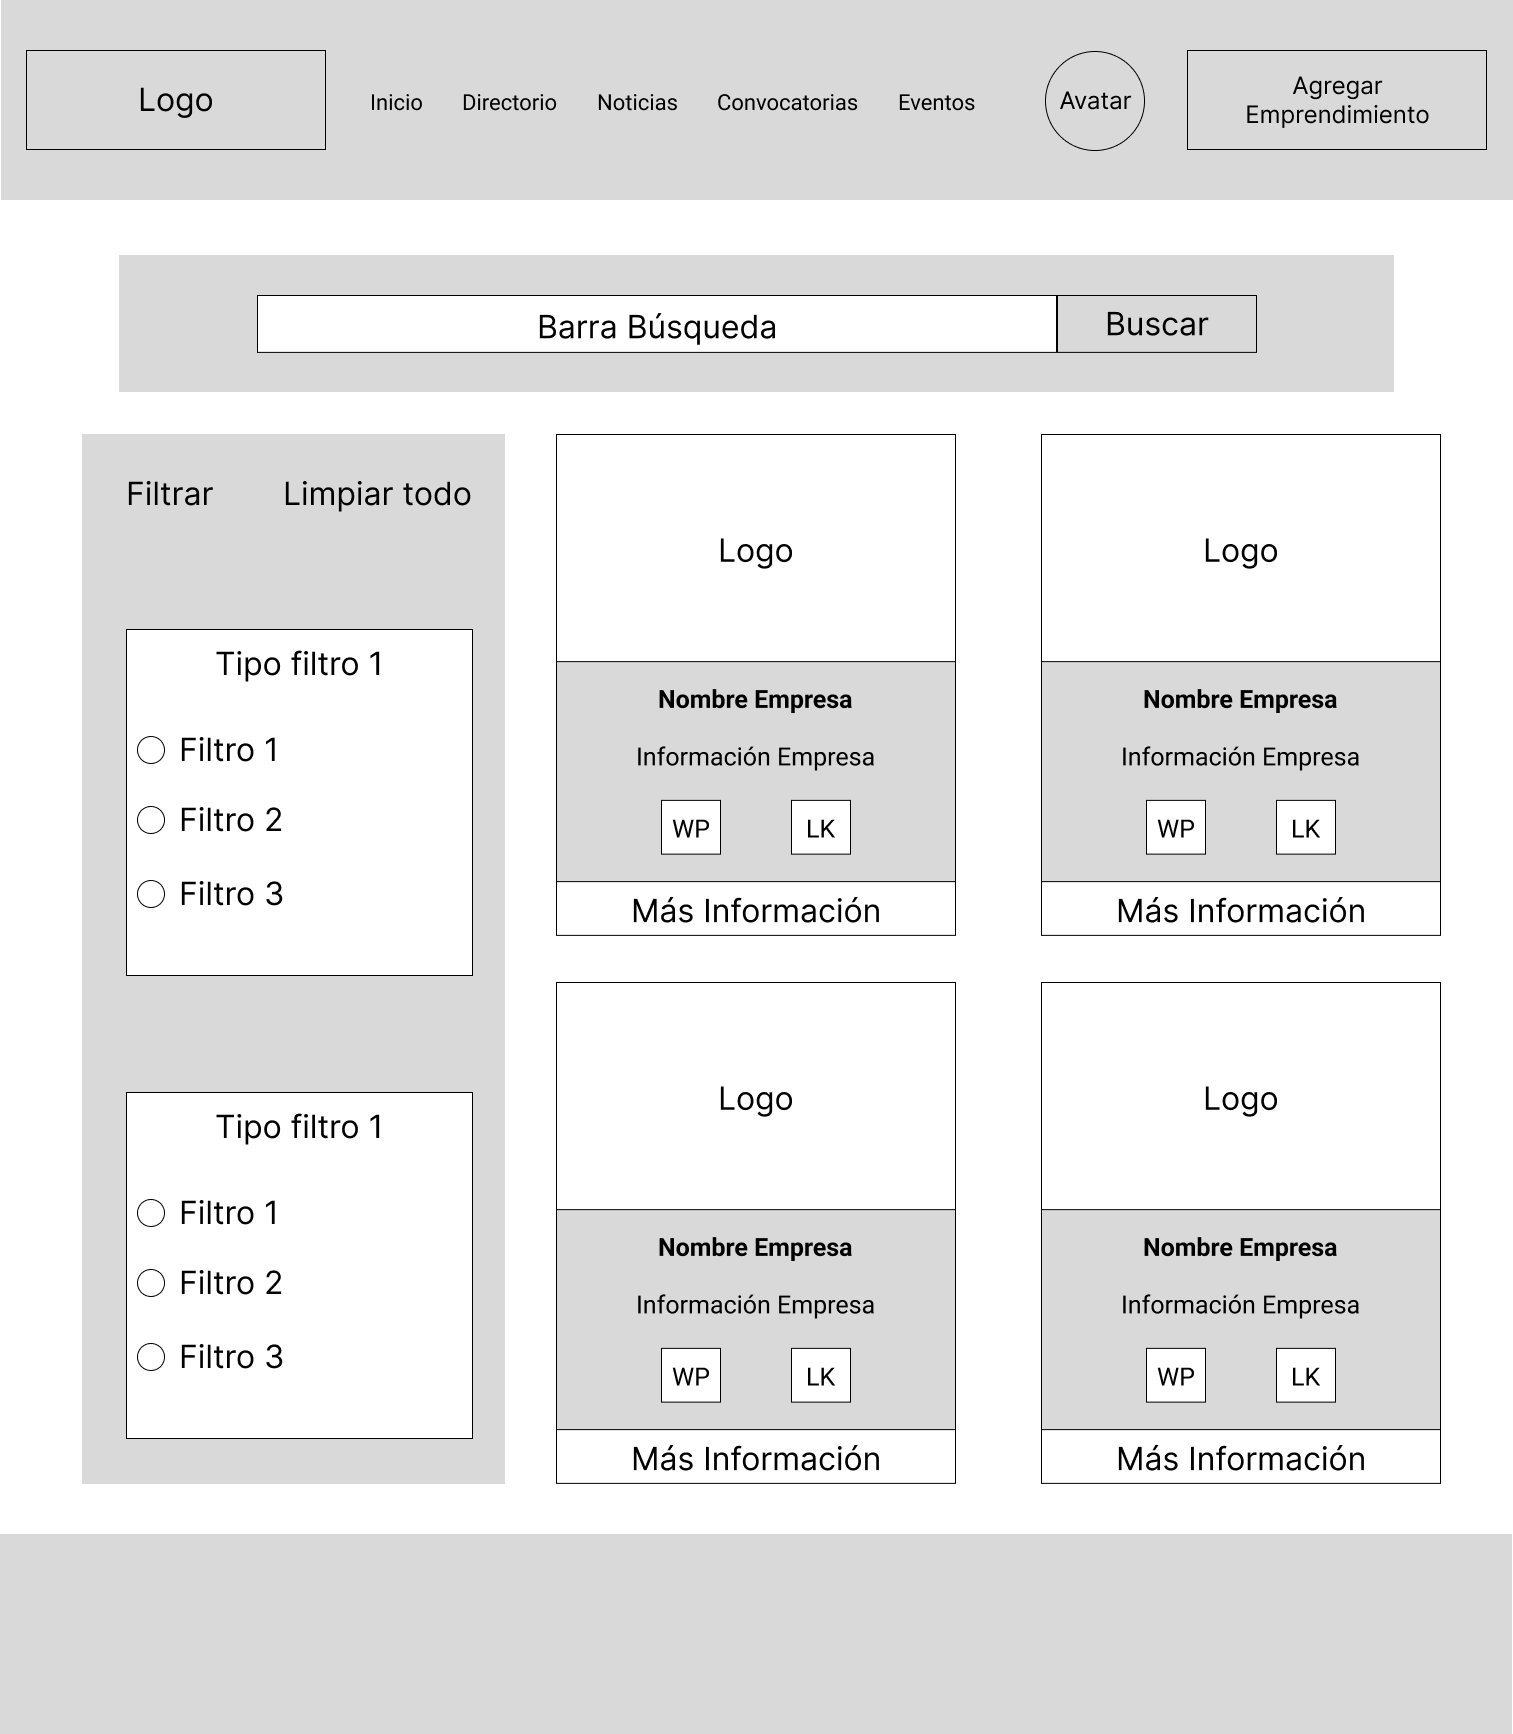 Logo
Inicio
Directorio
Noticias
Convocatorias
Eventos
Avatar
Agregar
Emprendimiento
Barra Búsqueda
Buscar
Filtrar
Limpiar todo
Tipo filtro 1
Filtro 1
Filtro 2
Filtro 3
Tipo filtro 1
Filtro 1
Filtro 2
Filtro 3
Logo
Nombre Empresa
Información Empresa
WP
LK
Más Información
Logo
Nombre Empresa
Información Empresa
WP
LK
Más Información
Logo
Nombre Empresa
Información Empresa
WP
LK
Más Información
Logo
Nombre Empresa
Información Empresa
WP
LK
Más Información